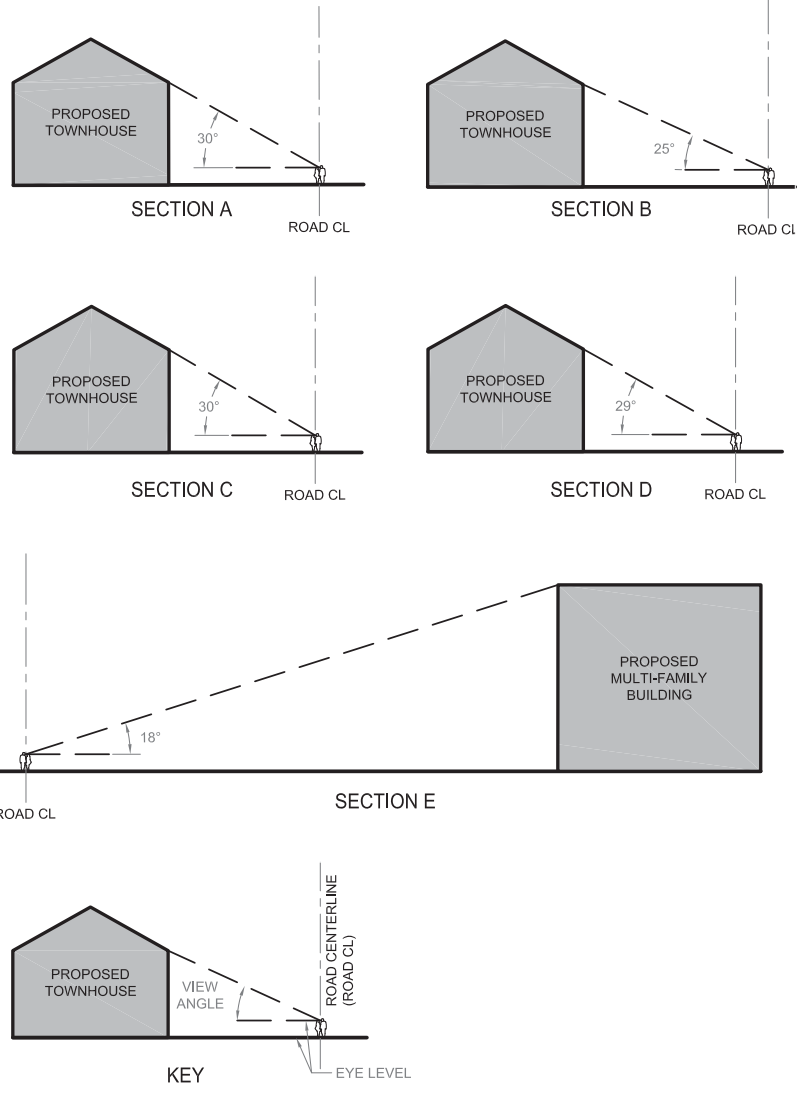 PROPOSED
TOWNHOUSE
30°
SECTION A
ROAD CL
PROPOSED
TOWNHOUSE
25°
SECTION B
ROAD CL
PROPOSED
TOWNHOUSE
30°
SECTION C
ROAD CL
PROPOSED
TOWNHOUSE
29°
SECTION D
ROAD CL
PROPOSED
MULTI-FAMILY
BUILDING
18°
SECTION E
ROAD CL
PROPOSED
TOWNHOUSE
VIEW
ANGLE
ROAD CENTERLINE
(ROAD CL)
EYE LEVEL
KEY